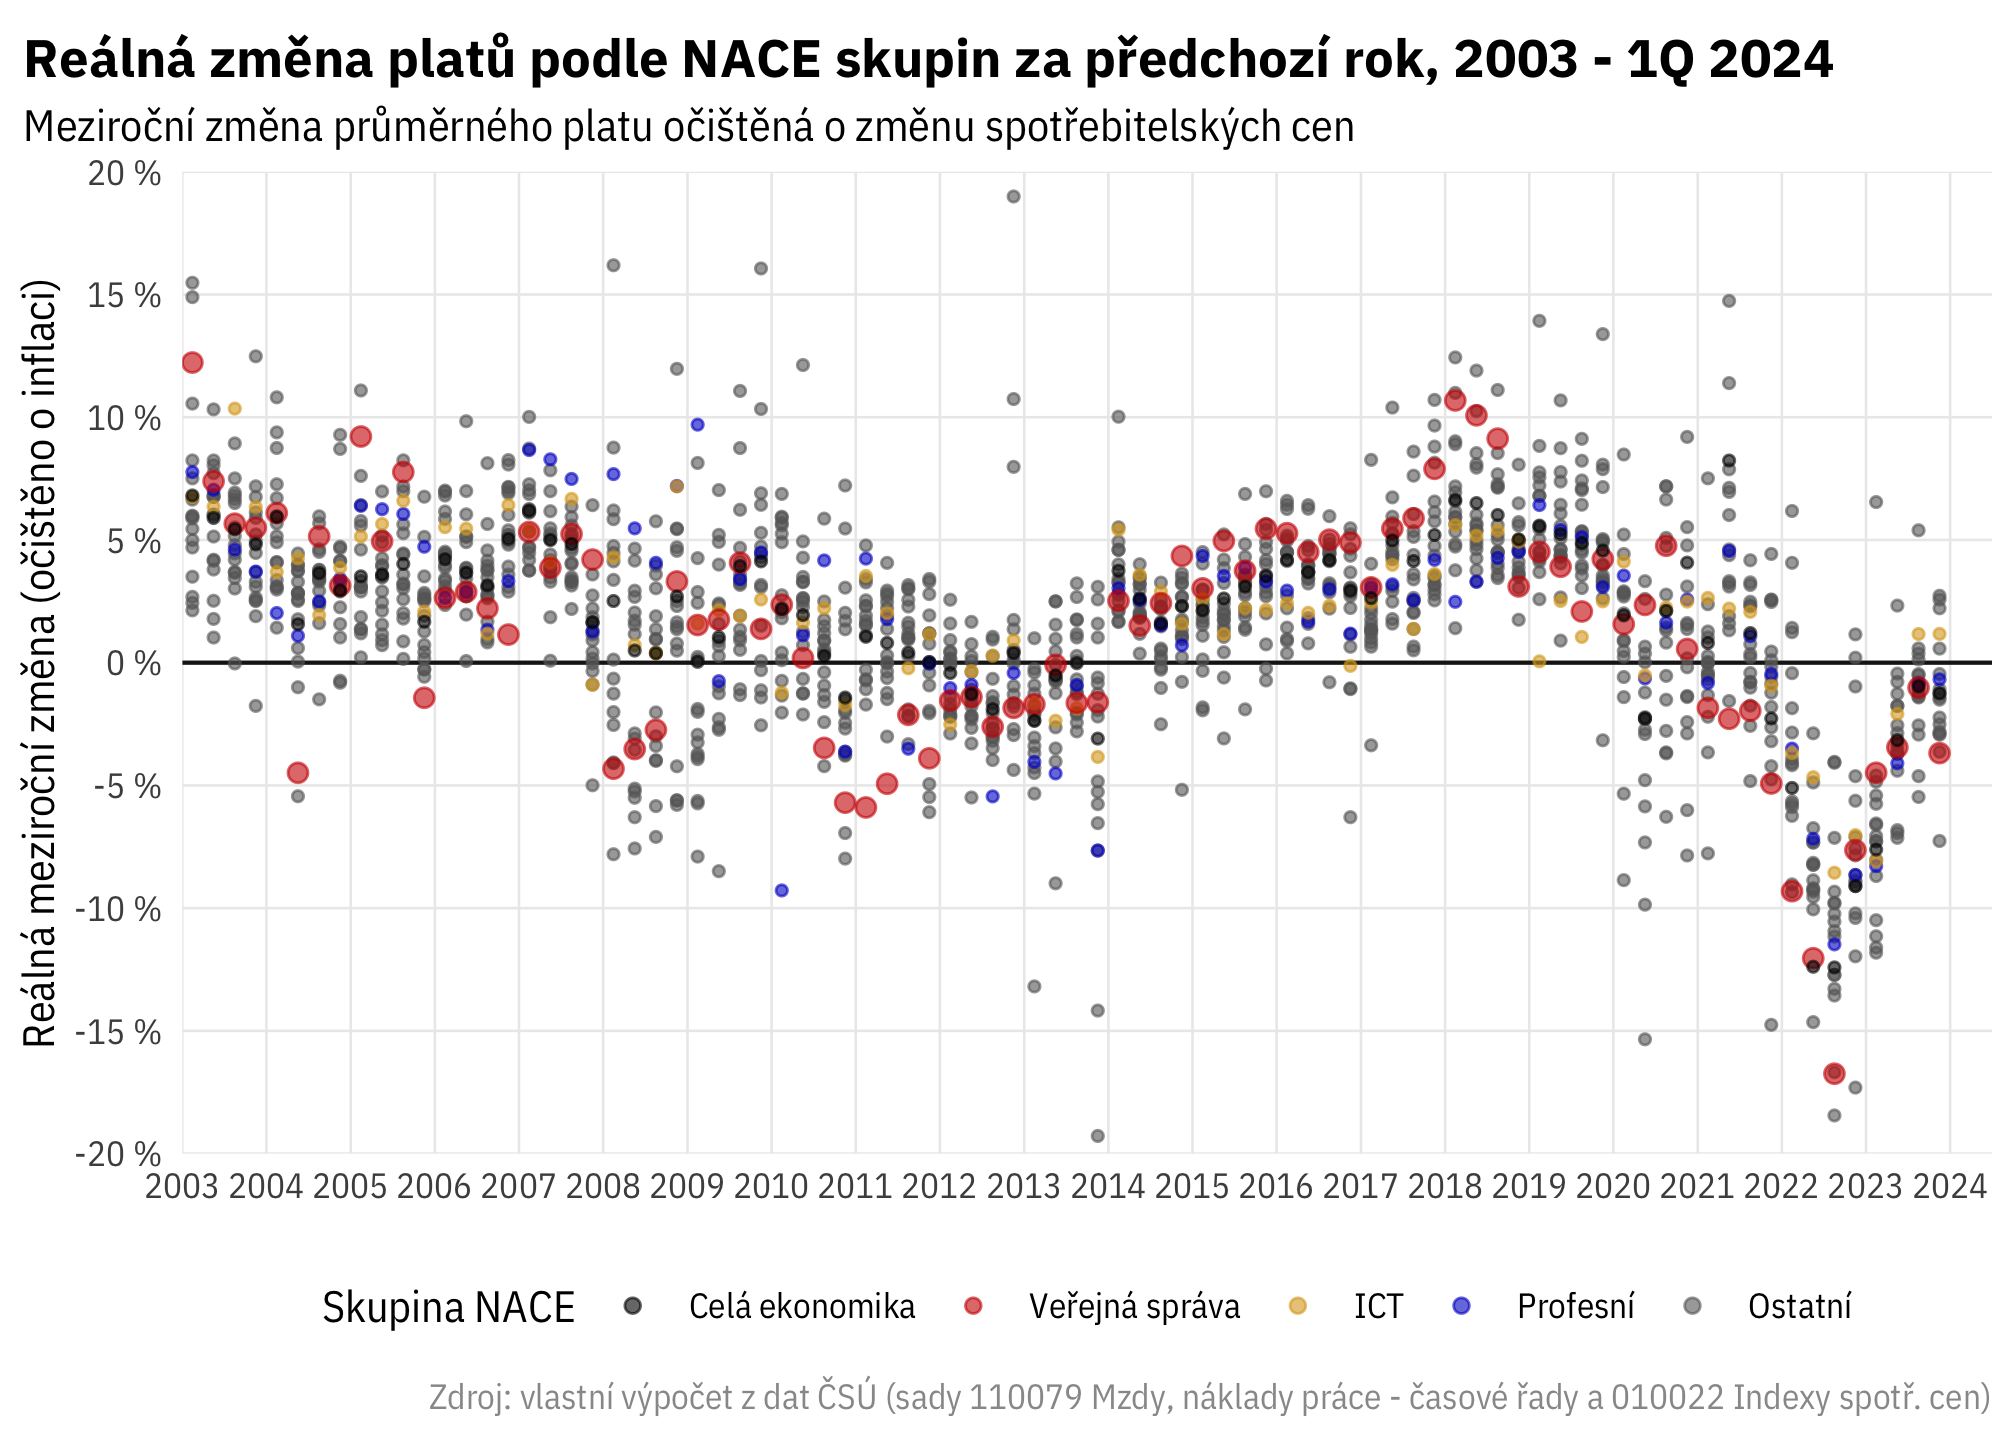 Reálná změna platů podle NACE skupin za předchozí rok, 2003 - 1Q 2024
Meziroční změna průměrného platu očištěná o změnu spotřebitelských cen
Reálná meziroční změna (očištěno o inflaci)
20 %
15 %
10 %
5 %
0 %
-5 %
-10 %
-15 %
-20 %
2003 2004 2005 2006 2007 2008 2009 2010 2011 2012 2013 2014 2015 2016 2017 2018 2019 2020 2021 2022 2023 2024
Skupina NACE Celá ekonomika Veřejná správa ICT Profesní Ostatní
Zdroj: vlastní výpočet z dat ČSÚ (sady 110079 Mzdy, náklady práce - časové řady a 010022 Indexy spotř. cen)